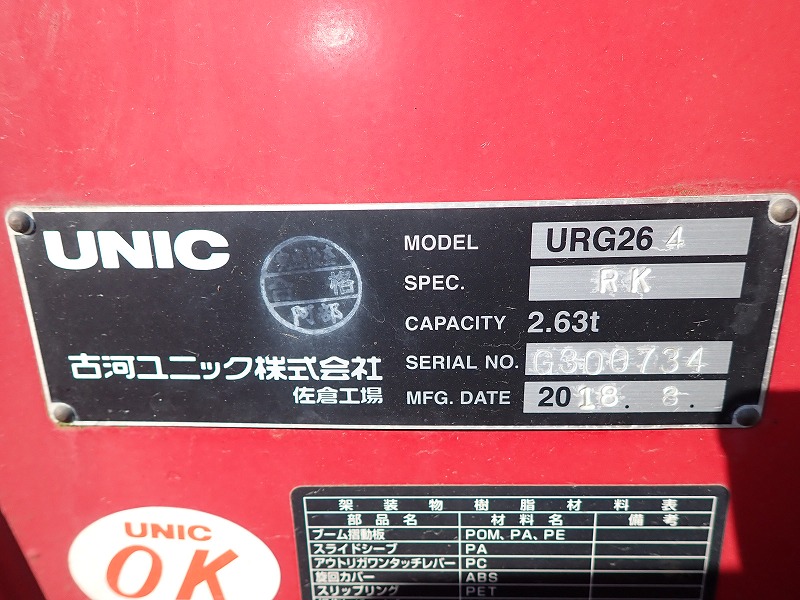 UNIC
合格
MODEL URG26 4
SPEC. RK
CAPACITY 2.63t
SERIAL NO. G300734
MFG. DATE 2018. 8.
古河ユニック株式会社
佐倉工場
UNIC
OK
架装物樹脂材料表
部品名 材料名 備考
ブーム摺動板 POM、PA、PE
スライドシーブ PA
アウトリガワンタッチレバー PC
旋回カバー ABS
スリップリング PET